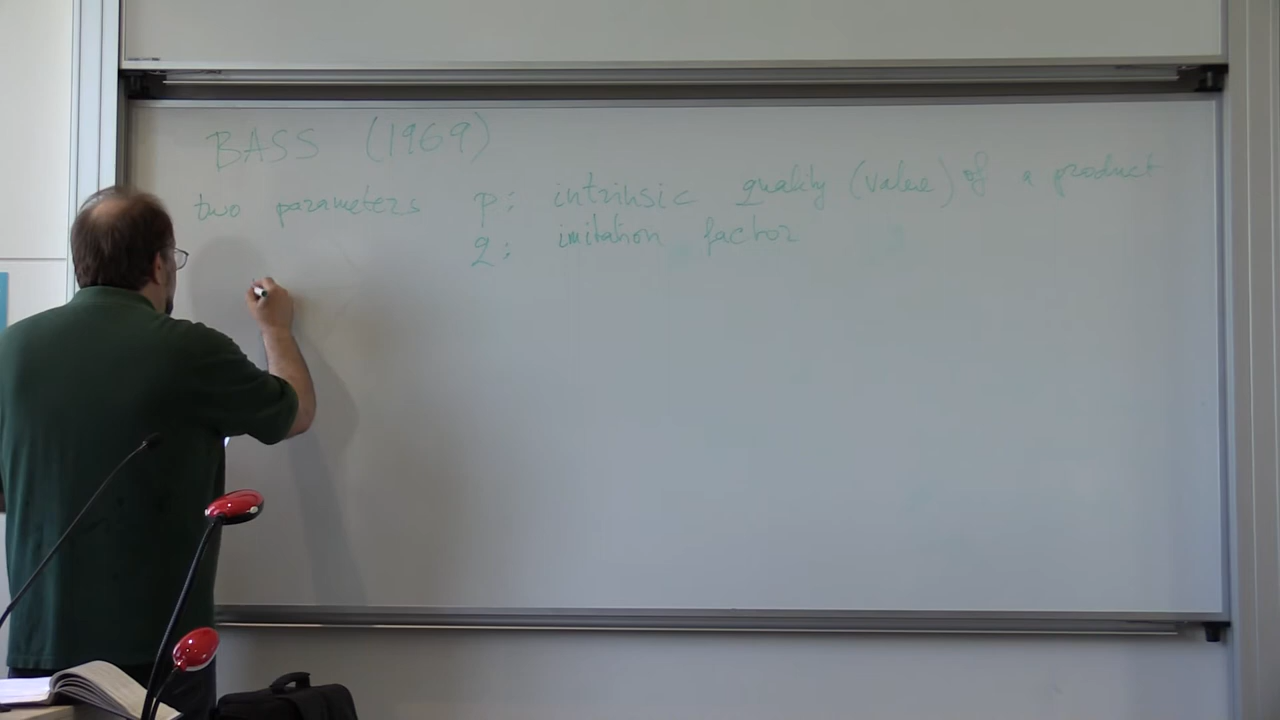 BASS (1969)
two parameters p: intrinsic quality (value) of a product
q: imitation factor